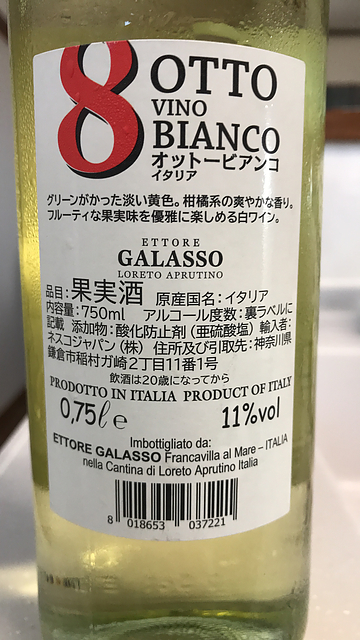 8 OTTO
VINO
BIANCO
オットービアンコ
イタリア
グリーンがかった淡い黄色。柑橘系の爽やかな香り。
フルーティな果実味を優雅に楽しめる白ワイン。
ETTORE
GALASSO
LORETO APRUTINO
品目：果実酒 原産国名：イタリア
内容量：750ml アルコール度数：裏ラベルに
記載 添加物：酸化防止剤（亜硫酸塩）輸入者：
ネスコジャパン（株） 住所及び引取先：神奈川県
鎌倉市稲村ガ崎2丁目11番1号
飲酒は20歳になってから
PRODOTTO IN ITALIA PRODUCT OF ITALY
0,75ℓ e 11%vol
Imbottigliato da:
ETTORE GALASSO Francavilla al Mare – ITALIA
nella Cantina di Loreto Aprutino Italia
8 018653 037221